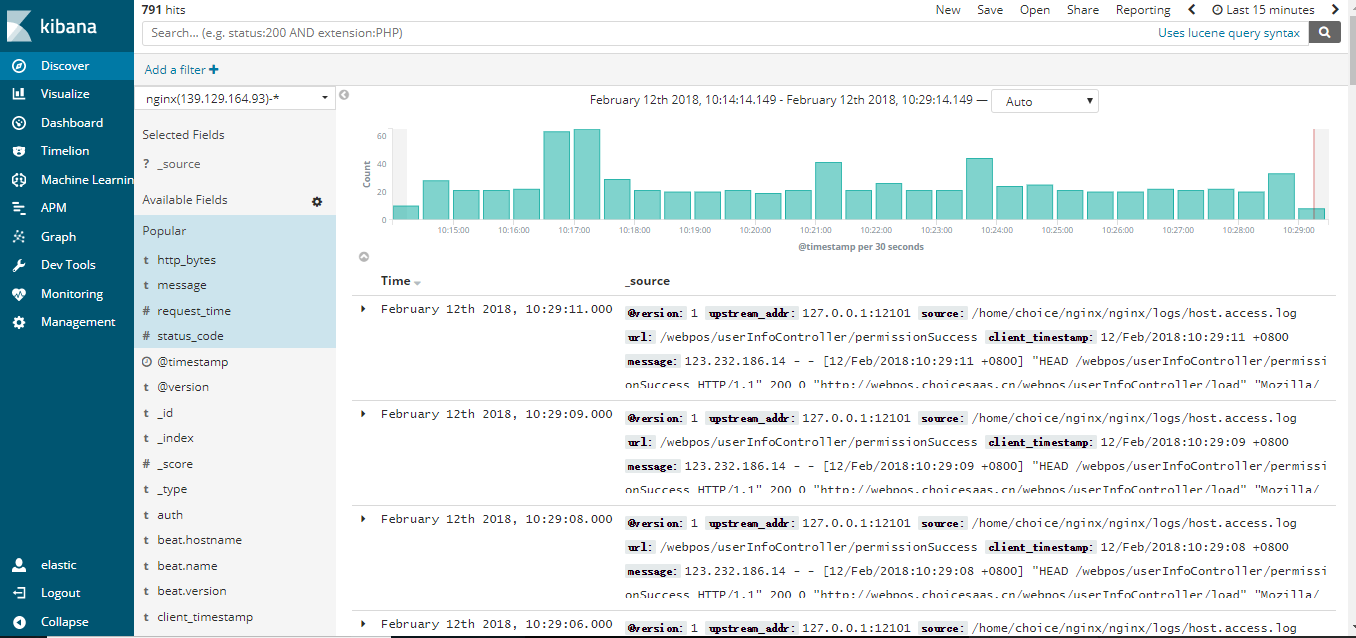 kibana
Discover
Visualize
Dashboard
Timelion
Machine Learnin
APM
Graph
Dev Tools
Monitoring
Management
elastic
Logout
Collapse
791 hits
New Save Open Share Reporting Last 15 minutes
Search... (e.g. status:200 AND extension:PHP) Uses lucene query syntax
Add a filter
nginx(139.129.164.93)-*
Selected Fields
? _source
Available Fields
Popular
t http_bytes
t message
# request_time
# status_code
@timestamp
t @version
t _id
t _index
# _score
t _type
t auth
t beat.hostname
t beat.name
t beat.version
t client_timestamp
February 12th 2018, 10:14:14.149 - February 12th 2018, 10:29:14.149 — Auto
Count
60
40
20
0
10:15:00 10:16:00 10:17:00 10:18:00 10:19:00 10:20:00 10:21:00 10:22:00 10:23:00 10:24:00 10:25:00 10:26:00 10:27:00 10:28:00 10:29:00
@timestamp per 30 seconds
Time _source
February 12th 2018, 10:29:11.000 @version: 1 upstream_addr: 127.0.0.1:12101 source: /home/choice/nginx/nginx/logs/host.access.log
url: /webpos/userInfoController/permissionSuccess client_timestamp: 12/Feb/2018:10:29:11 +0800
message: 123.232.186.14 - - [12/Feb/2018:10:29:11 +0800] "HEAD /webpos/userInfoController/permissi
onSuccess HTTP/1.1" 200 0 "http://webpos.choicesaas.cn/webpos/userInfoController/load" "Mozilla/
February 12th 2018, 10:29:09.000 @version: 1 upstream_addr: 127.0.0.1:12101 source: /home/choice/nginx/nginx/logs/host.access.log
url: /webpos/userInfoController/permissionSuccess client_timestamp: 12/Feb/2018:10:29:09 +0800
message: 123.232.186.14 - - [12/Feb/2018:10:29:09 +0800] "HEAD /webpos/userInfoController/permissi
onSuccess HTTP/1.1" 200 0 "http://webpos.choicesaas.cn/webpos/userInfoController/load" "Mozilla/
February 12th 2018, 10:29:08.000 @version: 1 upstream_addr: 127.0.0.1:12101 source: /home/choice/nginx/nginx/logs/host.access.log
url: /webpos/userInfoController/permissionSuccess client_timestamp: 12/Feb/2018:10:29:08 +0800
message: 123.232.186.14 - - [12/Feb/2018:10:29:08 +0800] "HEAD /webpos/userInfoController/permissi
onSuccess HTTP/1.1" 200 0 "http://webpos.choicesaas.cn/webpos/userInfoController/load" "Mozilla/
February 12th 2018, 10:29:06.000 @version: 1 upstream_addr: 127.0.0.1:12101 source: /home/choice/nginx/nginx/logs/host.access.log